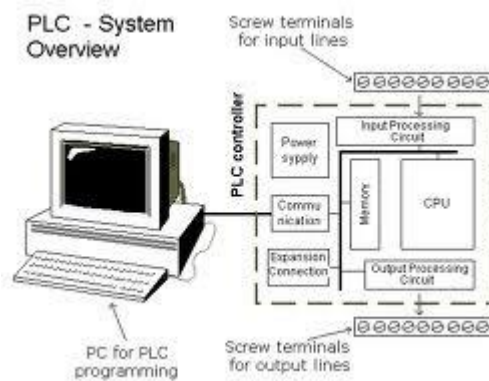 PLC - System
Overview
Screw terminals
for input lines
PLC controller
Input Processing
Circuit
Power
sypply
Commu
nication
Memory
CPU
Expansion
Connection
Output Processing
Circuit
PC for PLC
programming
Screw terminals
for output lines